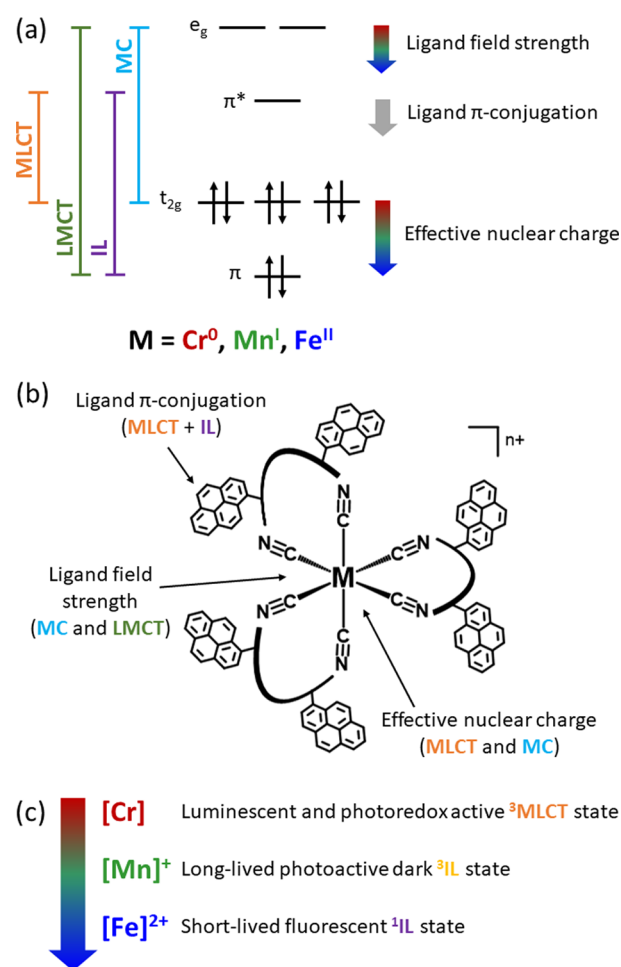 (a)
e_g
MC
Ligand field strength
π*
Ligand π-conjugation
MLCT
LMCT
IL
t_2g
Effective nuclear charge
π
M = Cr⁰, Mnᴵ, Feᴵᴵ
(b)
Ligand π-conjugation
(MLCT + IL)
n+
N≡C
C≡N
N≡C
C≡N
M
N≡C
C≡N
Ligand field
strength
(MC and LMCT)
Effective nuclear charge
(MLCT and MC)
(c)
[Cr] Luminescent and photoredox active ³MLCT state
[Mn]⁺ Long-lived photoactive dark ³IL state
[Fe]²⁺ Short-lived fluorescent ¹IL state